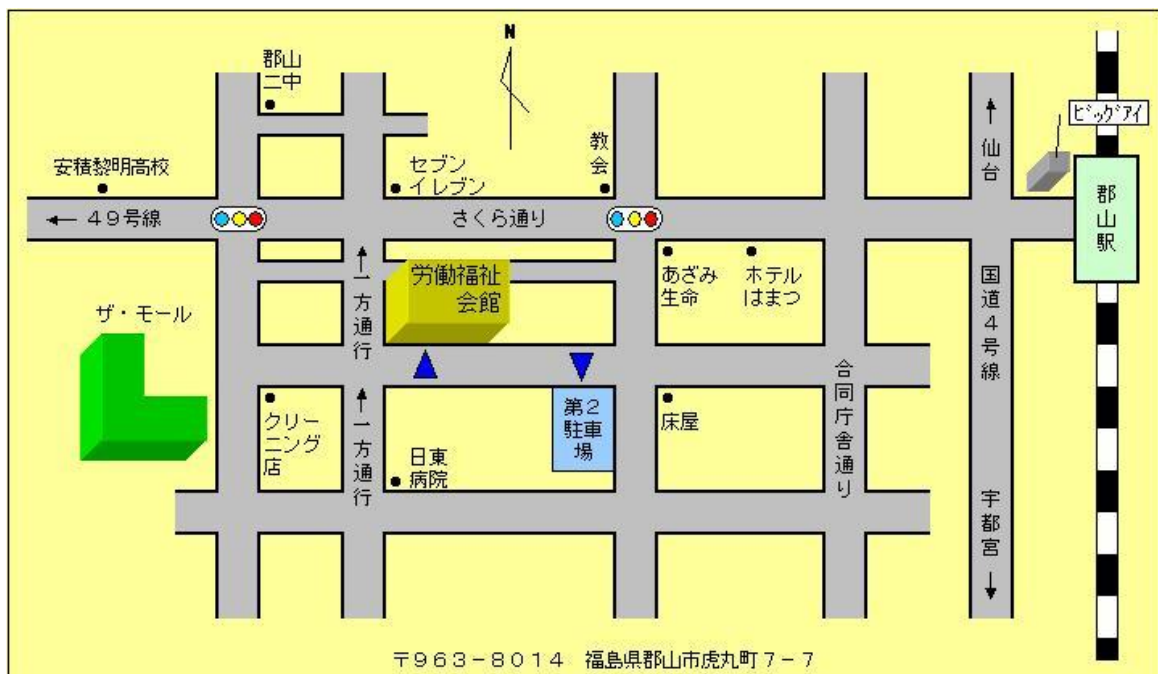 N
郡山
二中
ビッグアイ
仙台
教会
安積黎明高校
セブン
イレブン
← 49号線
さくら通り
郡山駅
労働福祉
会館
あざみ
生命
ホテル
はまつ
国道4号線
ザ・モール
一方通行
合同庁舎通り
第2
駐車
場
床屋
クリー
ニング
店
一方通行
日東
病院
宇都宮
〒963-8014 福島県郡山市虎丸町7-7